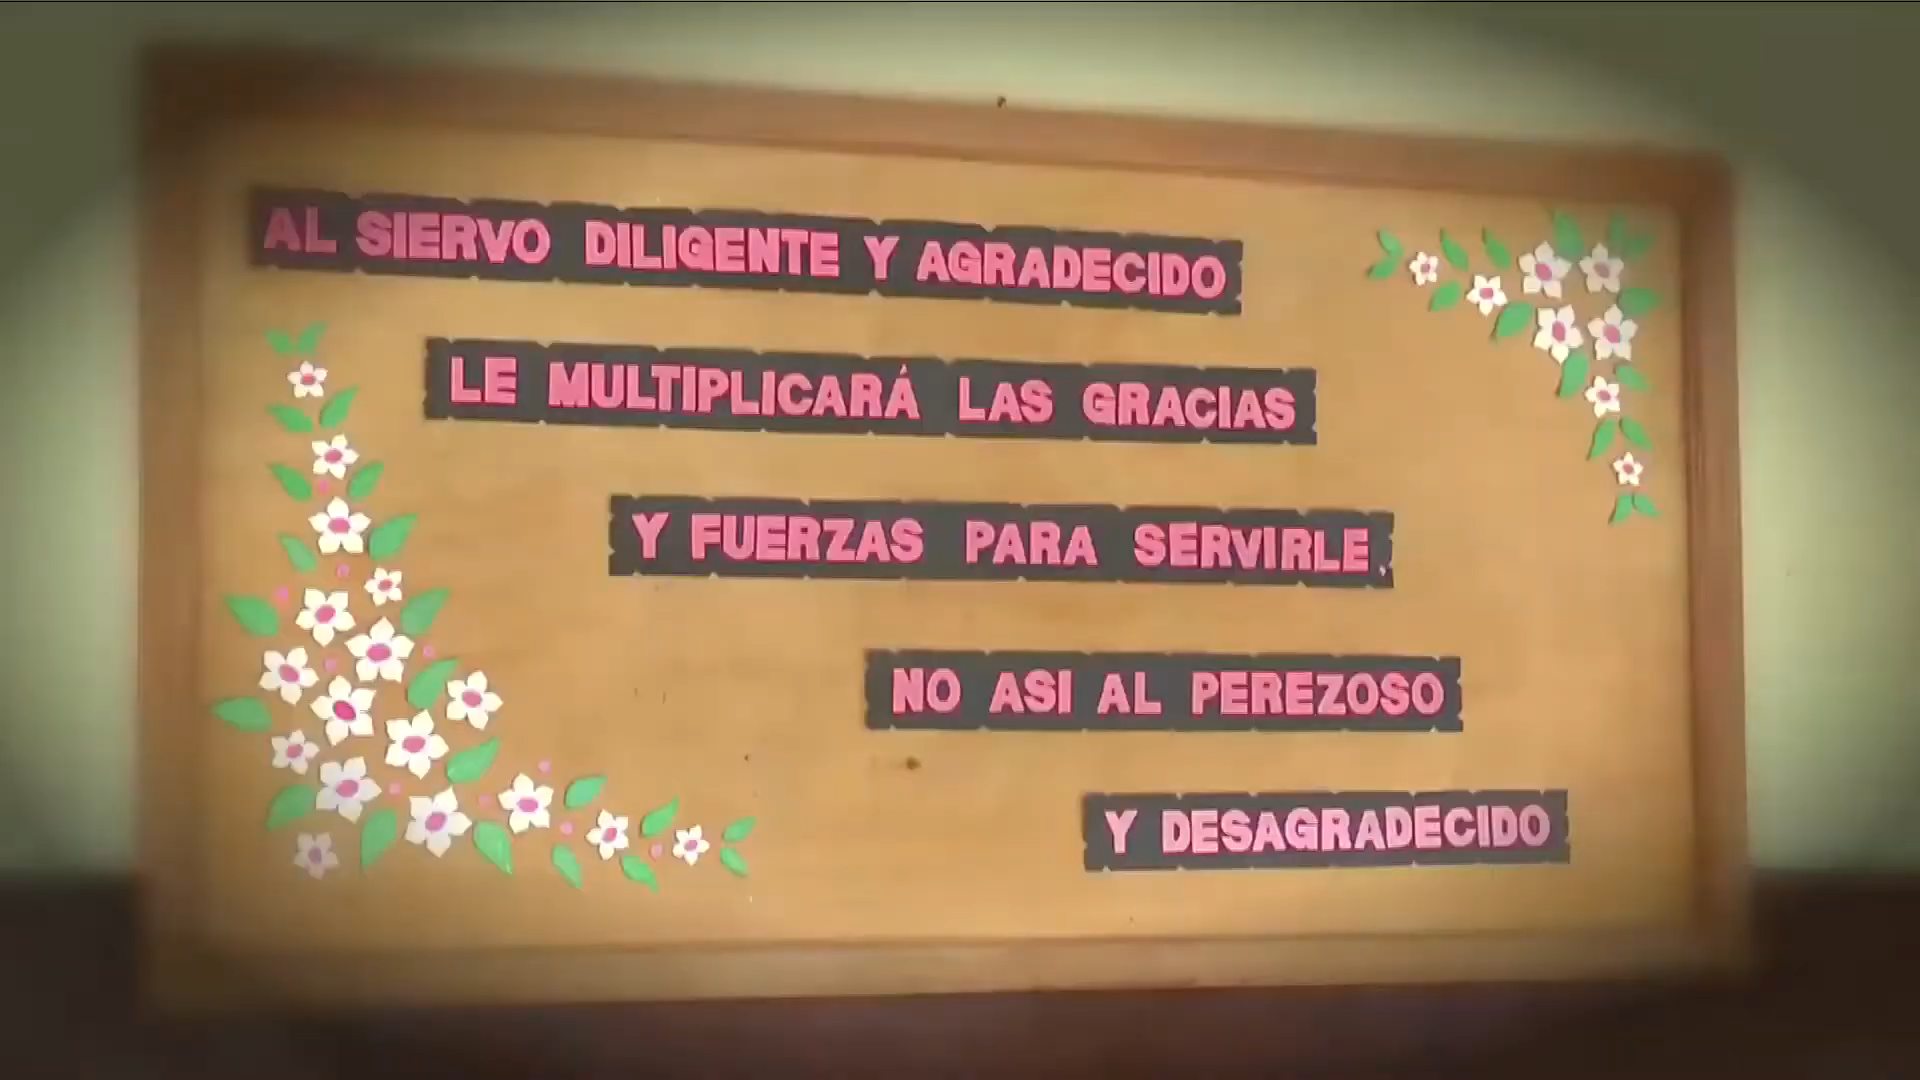 AL SIERVO DILIGENTE Y AGRADECIDO
LE MULTIPLICARÁ LAS GRACIAS
Y FUERZAS PARA SERVIRLE,
NO ASI AL PEREZOSO
Y DESAGRADECIDO